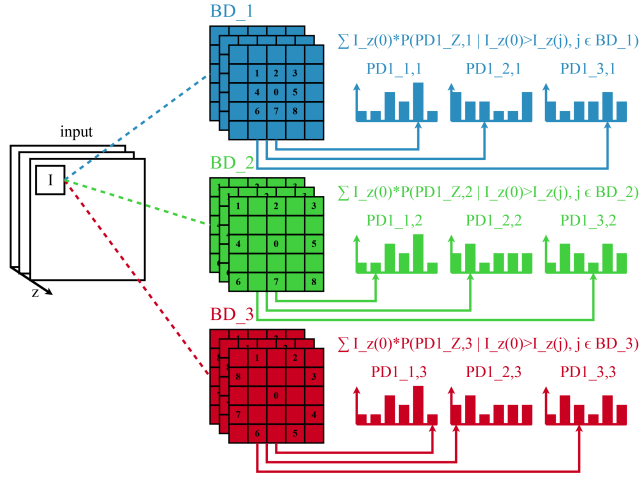 BD_1
∑ I_z(0)*P(PD1_Z,1 | I_z(0)>I_z(j), j ϵ BD_1)
PD1_1,1 PD1_2,1 PD1_3,1
1 2 3
4 0 5
6 7 8
input
I
z
BD_2
∑ I_z(0)*P(PD1_Z,2 | I_z(0)>I_z(j), j ϵ BD_2)
PD1_1,2 PD1_2,2 PD1_3,2
1 2 3
4 0 5
6 7 8
BD_3
∑ I_z(0)*P(PD1_Z,3 | I_z(0)>I_z(j), j ϵ BD_3)
PD1_1,3 PD1_2,3 PD1_3,3
1 2
8 3
0
7 4
6 5